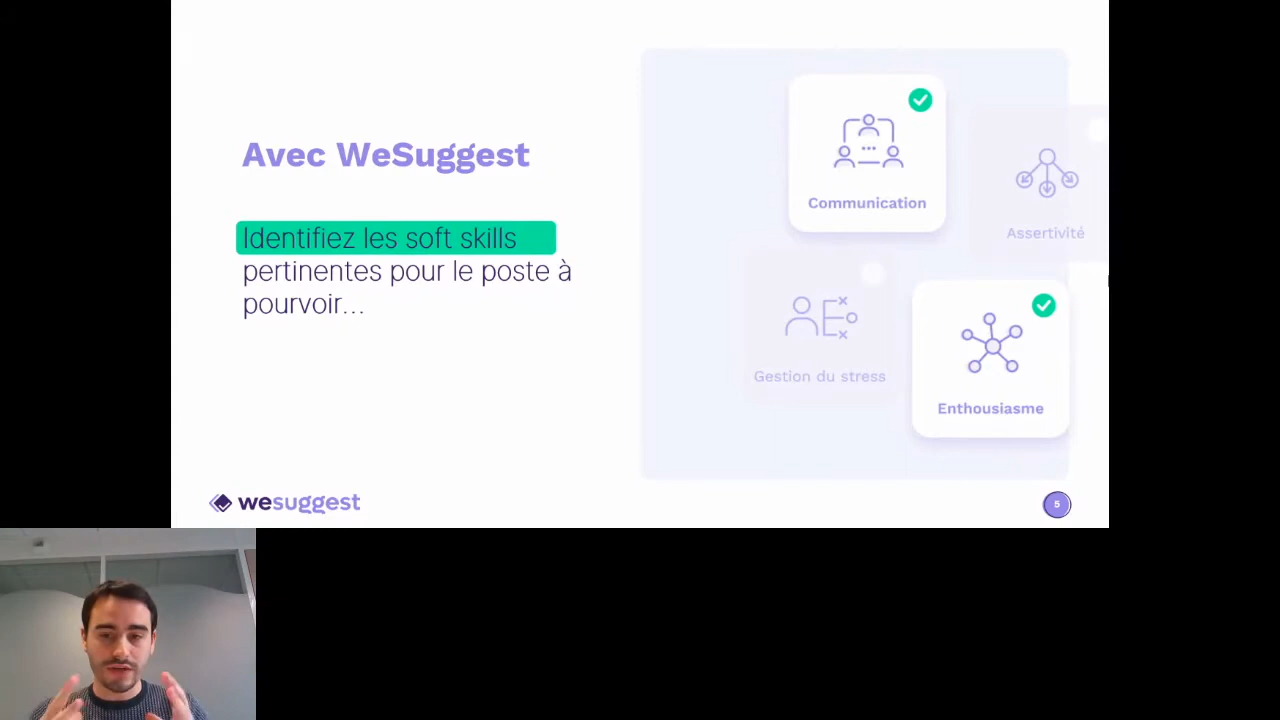 Avec WeSuggest
Identifiez les soft skills
pertinentes pour le poste à
pourvoir...
Communication
Assertivité
Gestion du stress
Enthousiasme
wesuggest
5